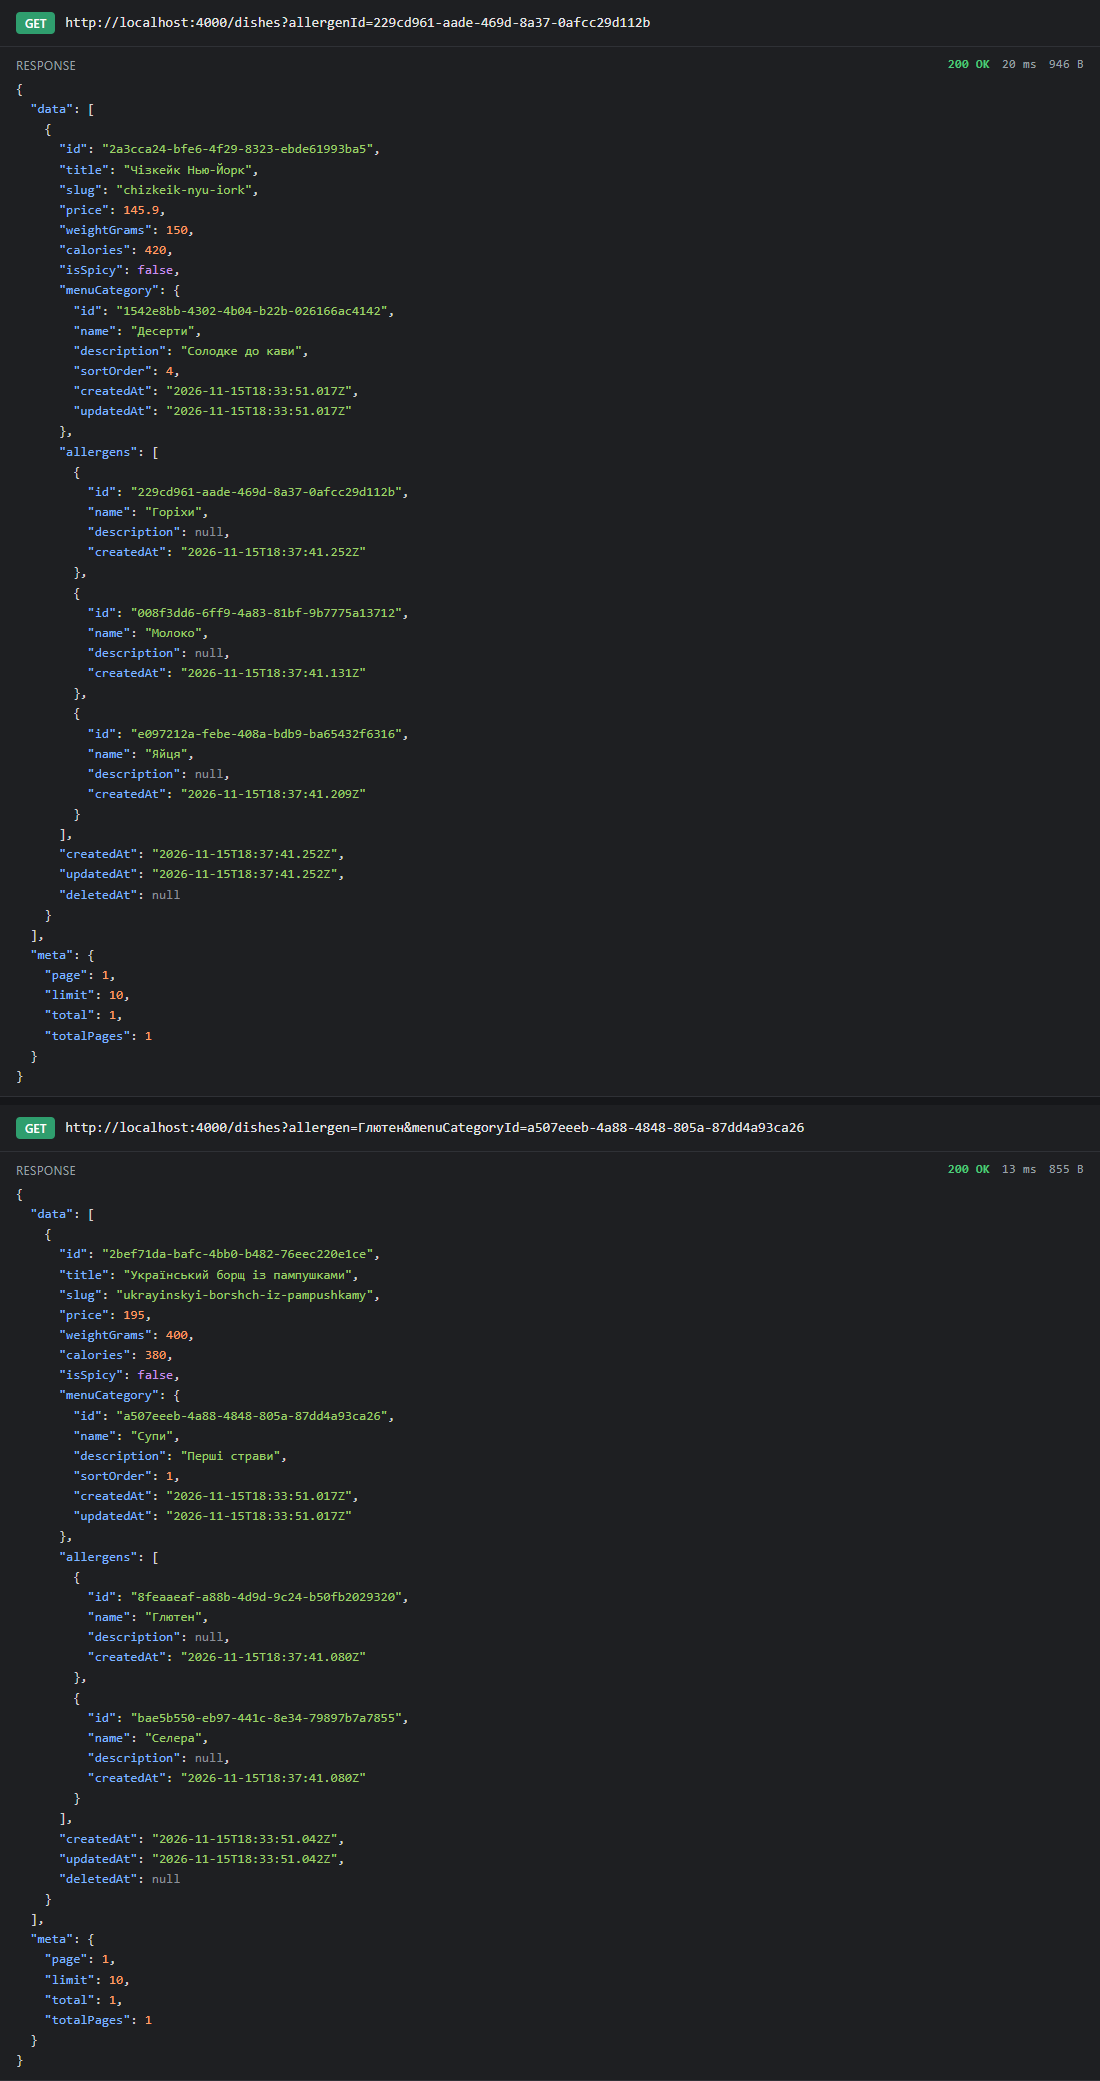 GET http://localhost:4000/dishes?allergenId=229cd961-aade-469d-8a37-0afcc29d112b
RESPONSE 200 OK 20 ms 946 B
{
  "data": [
    {
      "id": "2a3cca24-bfe6-4f29-8323-ebde61993ba5",
      "title": "Чізкейк Нью-Йорк",
      "slug": "chizkeik-nyu-iork",
      "price": 145.9,
      "weightGrams": 150,
      "calories": 420,
      "isSpicy": false,
      "menuCategory": {
        "id": "1542e8bb-4302-4b04-b22b-026166ac4142",
        "name": "Десерти",
        "description": "Солодке до кави",
        "sortOrder": 4,
        "createdAt": "2026-11-15T18:33:51.017Z",
        "updatedAt": "2026-11-15T18:33:51.017Z"
      },
      "allergens": [
        {
          "id": "229cd961-aade-469d-8a37-0afcc29d112b",
          "name": "Горіхи",
          "description": null,
          "createdAt": "2026-11-15T18:37:41.252Z"
        },
        {
          "id": "008f3dd6-6ff9-4a83-81bf-9b7775a13712",
          "name": "Молоко",
          "description": null,
          "createdAt": "2026-11-15T18:37:41.131Z"
        },
        {
          "id": "e097212a-febe-408a-bdb9-ba65432f6316",
          "name": "Яйця",
          "description": null,
          "createdAt": "2026-11-15T18:37:41.209Z"
        }
      ],
      "createdAt": "2026-11-15T18:37:41.252Z",
      "updatedAt": "2026-11-15T18:37:41.252Z",
      "deletedAt": null
    }
  ],
  "meta": {
    "page": 1,
    "limit": 10,
    "total": 1,
    "totalPages": 1
  }
}
GET http://localhost:4000/dishes?allergen=Глютен&menuCategoryId=a507eeeb-4a88-4848-805a-87dd4a93ca26
RESPONSE 200 OK 13 ms 855 B
{
  "data": [
    {
      "id": "2bef71da-bafc-4bb0-b482-76eec220e1ce",
      "title": "Український борщ із пампушками",
      "slug": "ukrayinskyi-borshch-iz-pampushkamy",
      "price": 195,
      "weightGrams": 400,
      "calories": 380,
      "isSpicy": false,
      "menuCategory": {
        "id": "a507eeeb-4a88-4848-805a-87dd4a93ca26",
        "name": "Супи",
        "description": "Перші страви",
        "sortOrder": 1,
        "createdAt": "2026-11-15T18:33:51.017Z",
        "updatedAt": "2026-11-15T18:33:51.017Z"
      },
      "allergens": [
        {
          "id": "8feaaeaf-a88b-4d9d-9c24-b50fb2029320",
          "name": "Глютен",
          "description": null,
          "createdAt": "2026-11-15T18:37:41.080Z"
        },
        {
          "id": "bae5b550-eb97-441c-8e34-79897b7a7855",
          "name": "Селера",
          "description": null,
          "createdAt": "2026-11-15T18:37:41.080Z"
        }
      ],
      "createdAt": "2026-11-15T18:33:51.042Z",
      "updatedAt": "2026-11-15T18:33:51.042Z",
      "deletedAt": null
    }
  ],
  "meta": {
    "page": 1,
    "limit": 10,
    "total": 1,
    "totalPages": 1
  }
}